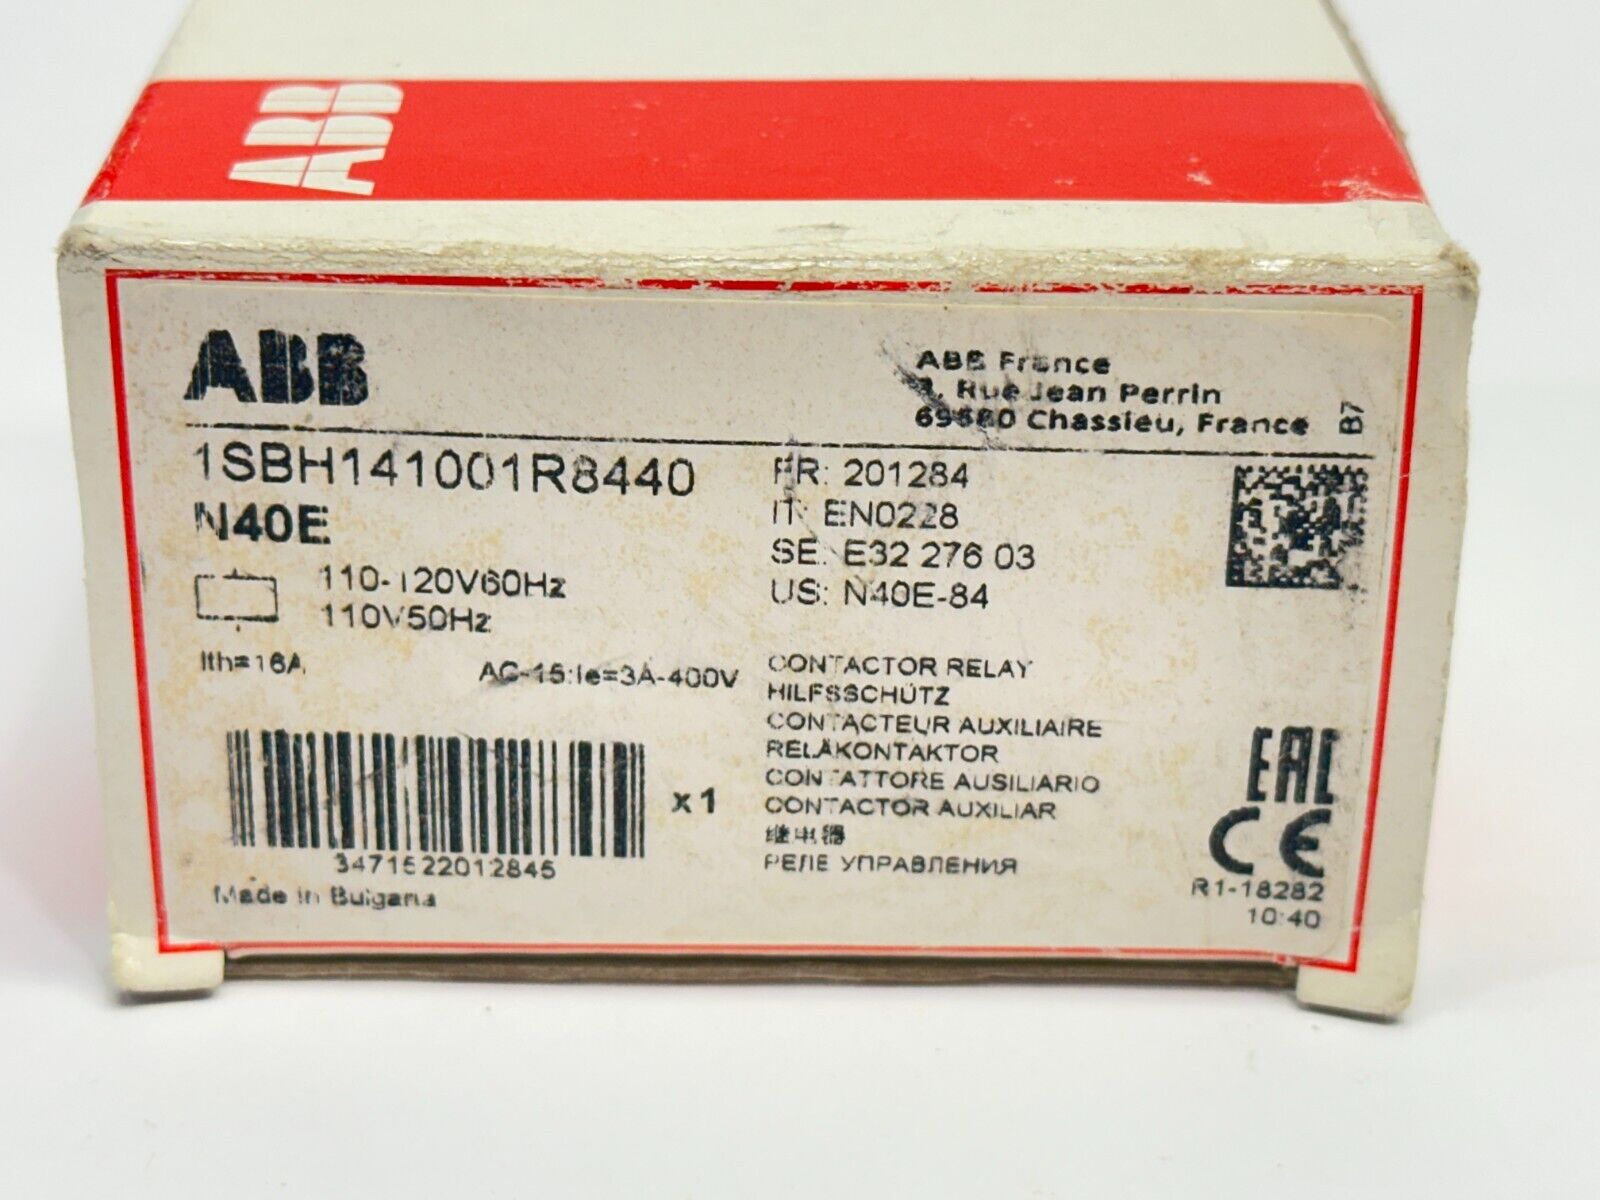 ABB
ABB
ABB France
3, Rue Jean Perrin
69680 Chassieu, France
B7
1SBH141001R8440
N40E
110-120V60Hz
110V50Hz
Ith=16A
AC-15:Ie=3A-400V
FR: 201284
IT: EN0228
SE: E32 276 03
US: N40E-84
CONTACTOR RELAY
HILFSSCHÜTZ
CONTACTEUR AUXILIAIRE
RELÄKONTAKTOR
CONTATTORE AUSILIARIO
CONTACTOR AUXILIAR
继电器
РЕЛЕ УПРАВЛЕНИЯ
x 1
3471522012845
Made in Bulgaria
EAC
CE
R1-18282
10:40